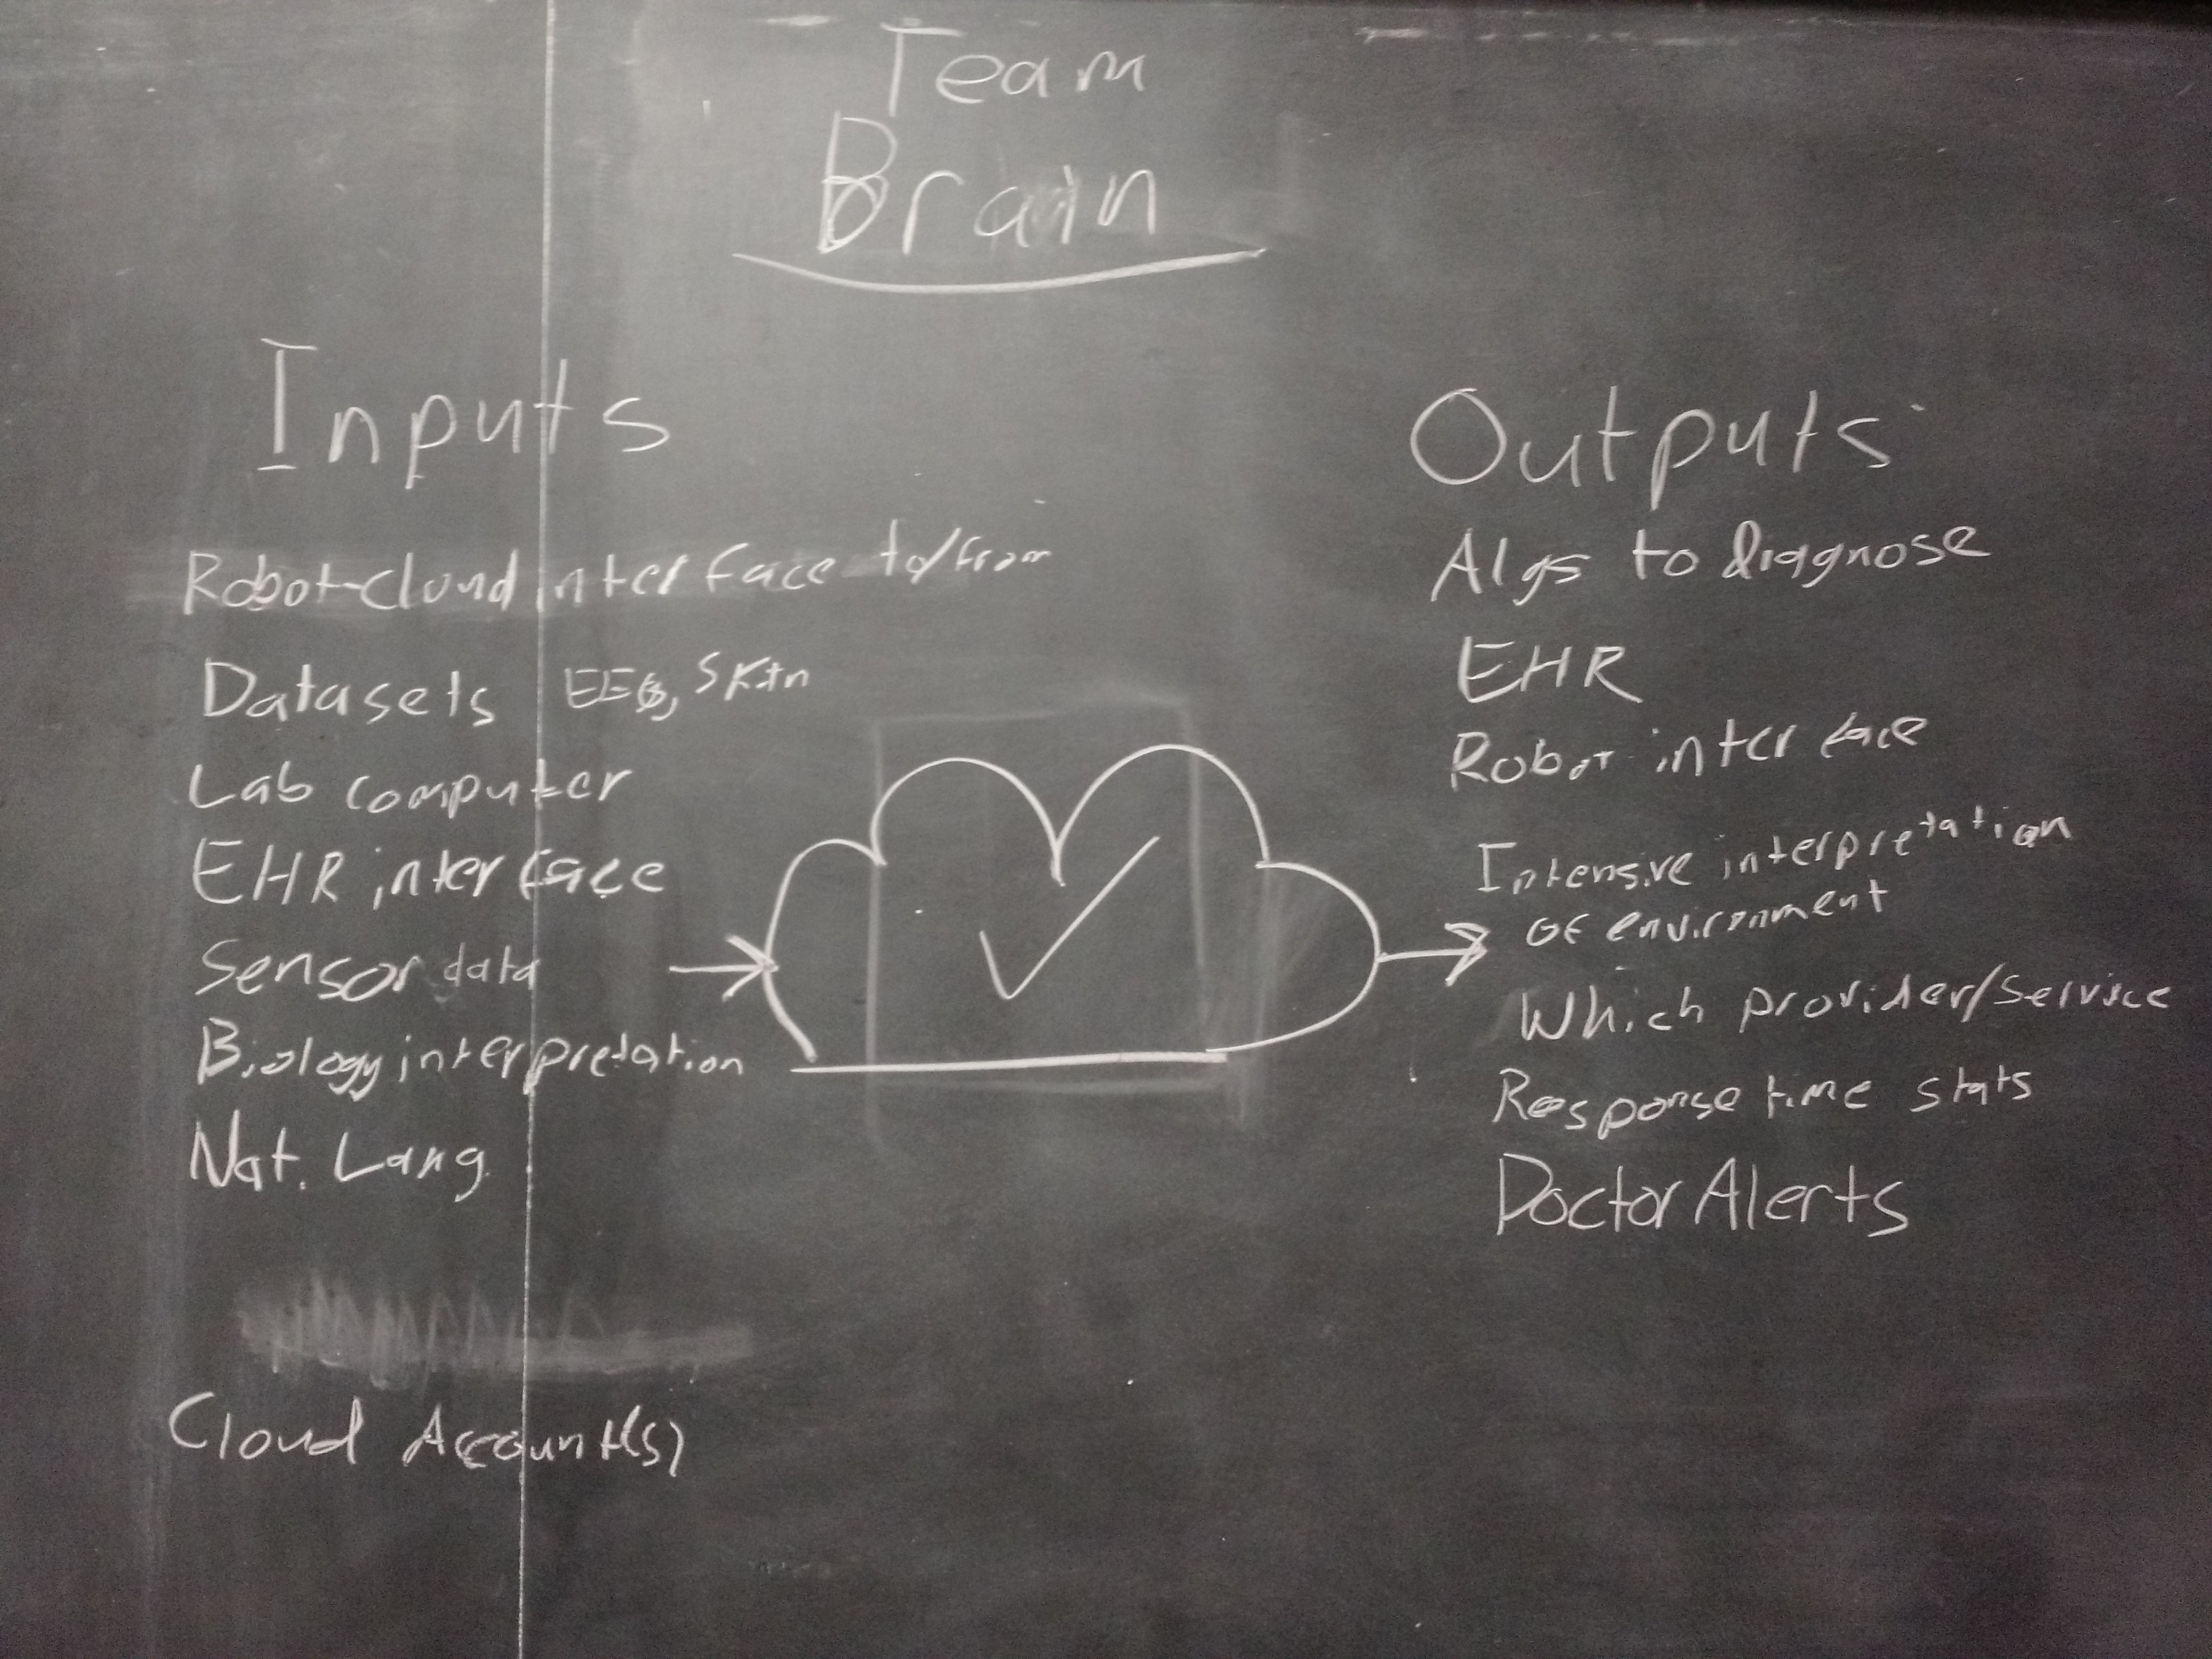 Team
Brain
Inputs
Robot-Cloud interface to/from
Datasets EEG, Skin
Lab computer
EHR interface
Sensor data
Biology interpretation
Nat. Lang.
Cloud Account(s)
Outputs
Algs to diagnose
EHR
Robot interface
Intensive interpretation
of environment
Which provider/service
Response time stats
Doctor Alerts